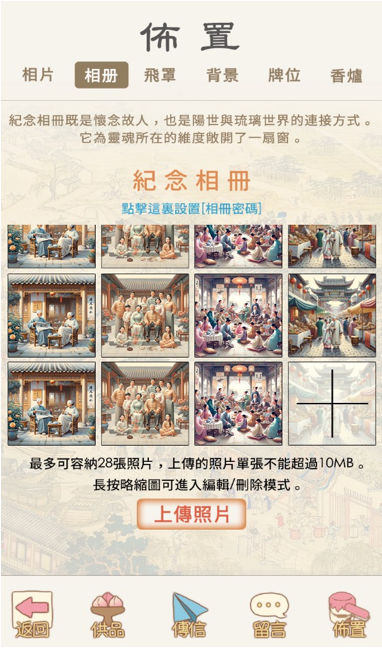 佈置
相片 相册 飛罩 背景 牌位 香爐
紀念相冊既是懷念故人，也是陽世與琉璃世界的連接方式。
它為靈魂所在的維度敞開了一扇窗。
紀念相冊
點擊這裏設置[相冊密碼]
最多可容納28張照片，上傳的照片單張不能超過10MB。
長按略縮圖可進入編輯/刪除模式。
上傳照片
返回 供品 傳信 留言 佈置